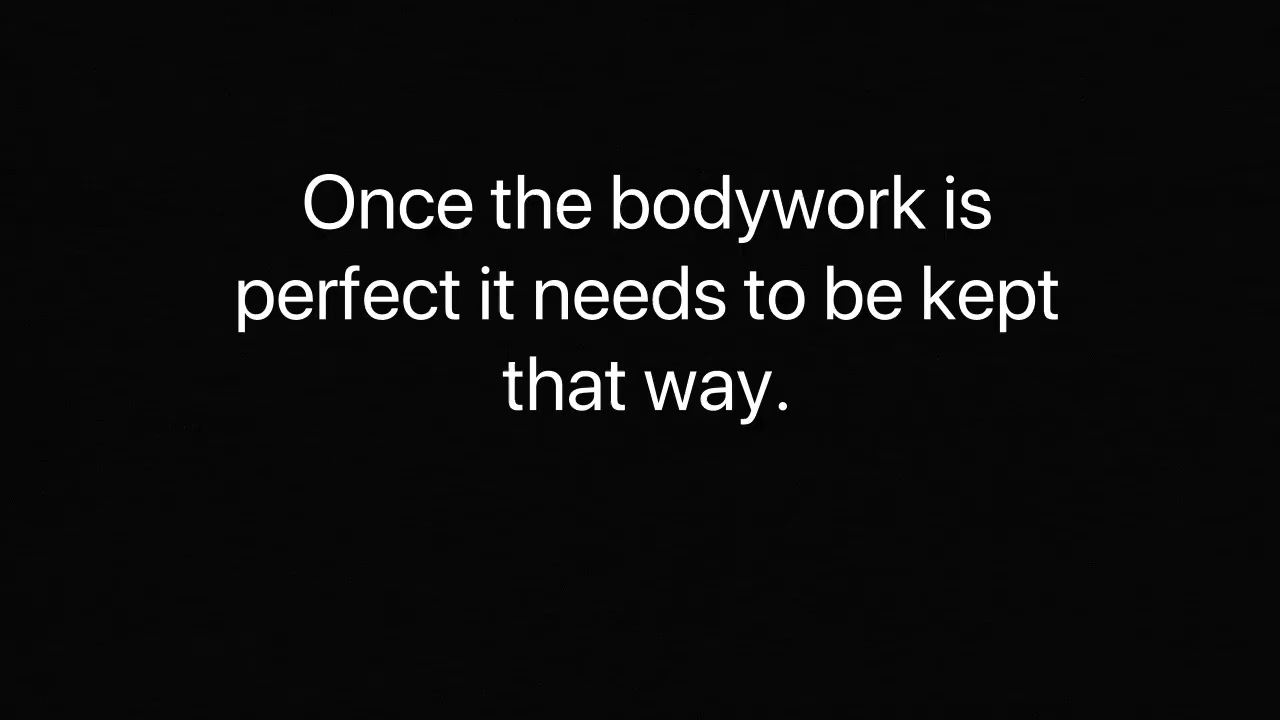 Once the bodywork is
perfect it needs to be kept
that way.